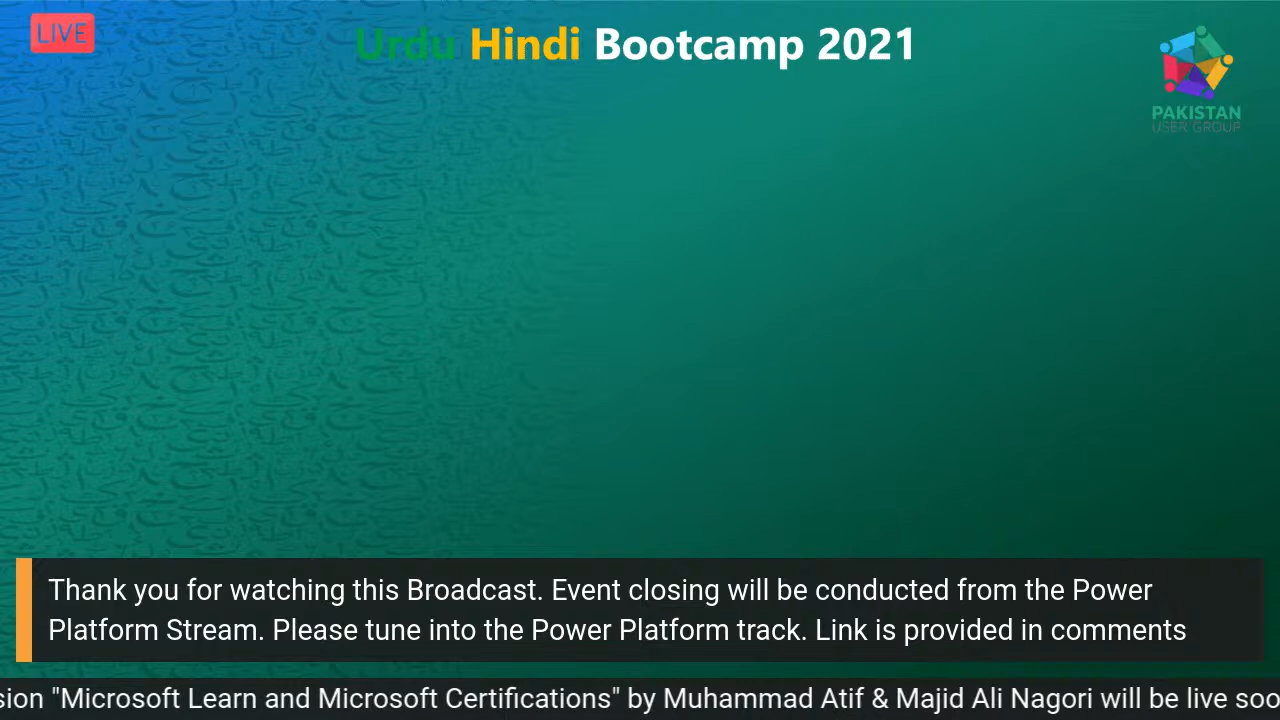 LIVE
Urdu Hindi Bootcamp 2021
PAKISTAN
USER GROUP
Thank you for watching this Broadcast. Event closing will be conducted from the Power
Platform Stream. Please tune into the Power Platform track. Link is provided in comments
sion "Microsoft Learn and Microsoft Certifications" by Muhammad Atif & Majid Ali Nagori will be live soo